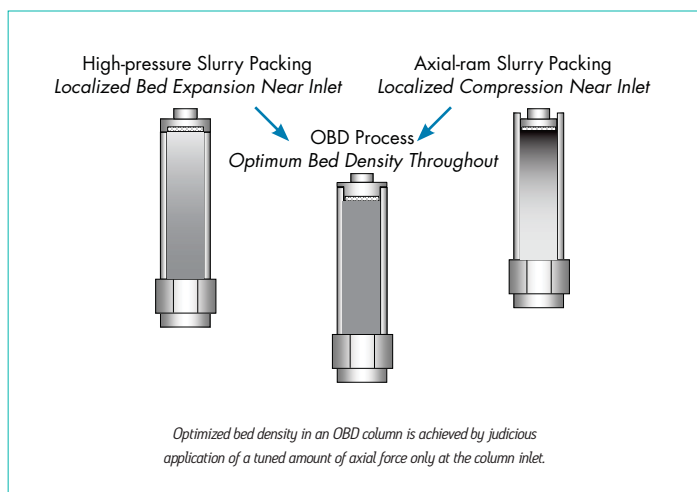 High-pressure Slurry Packing
Localized Bed Expansion Near Inlet
Axial-ram Slurry Packing
Localized Compression Near Inlet
OBD Process
Optimum Bed Density Throughout
Optimized bed density in an OBD column is achieved by judicious
application of a tuned amount of axial force only at the column inlet.